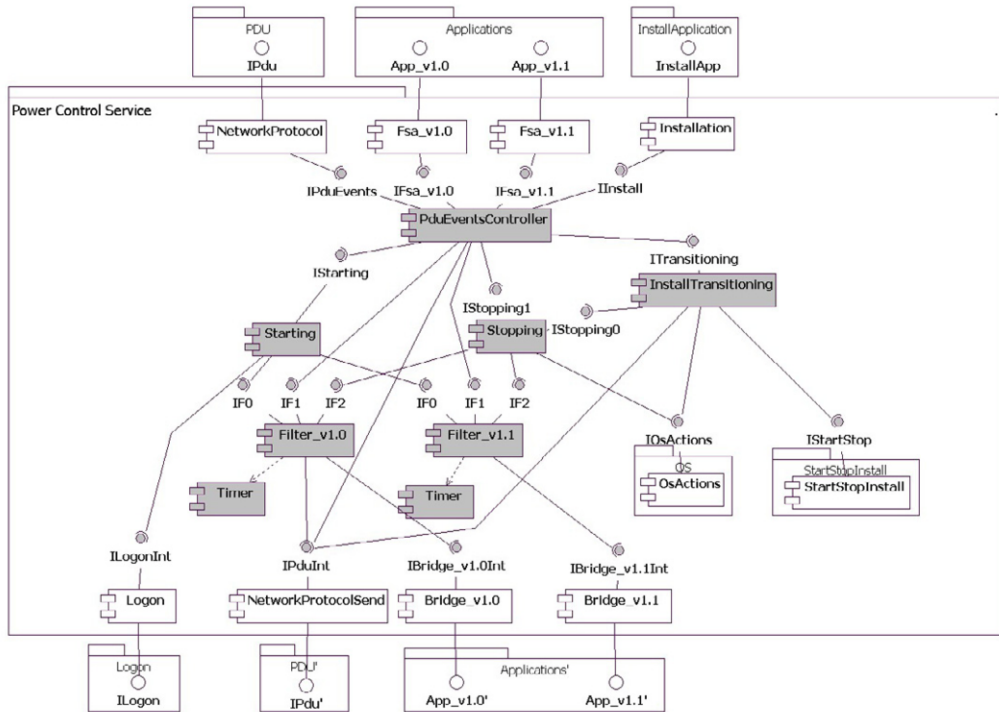 PDU
Applications
InstallApplication
IPdu
App_v1.0
App_v1.1
InstallApp
Power Control Service
NetworkProtocol
Fsa_v1.0
Fsa_v1.1
Installation
IPduEvents
IFsa_v1.0
IFsa_v1.1
IInstall
PduEventsController
IStarting
ITransitioning
InstallTransitioning
IStopping1
Starting
Stopping
IStopping0
IF0
IF1
IF2
IF0
IF1
IF2
Filter_v1.0
Filter_v1.1
IOsActions
IStartStop
OS
StartStopInstall
Timer
Timer
OsActions
StartStopInstall
ILogonInt
IPduInt
IBridge_v1.0Int
IBridge_v1.1Int
Logon
NetworkProtocolSend
Bridge_v1.0
Bridge_v1.1
Logon
PDU'
Applications'
ILogon
IPdu'
App_v1.0'
App_v1.1'